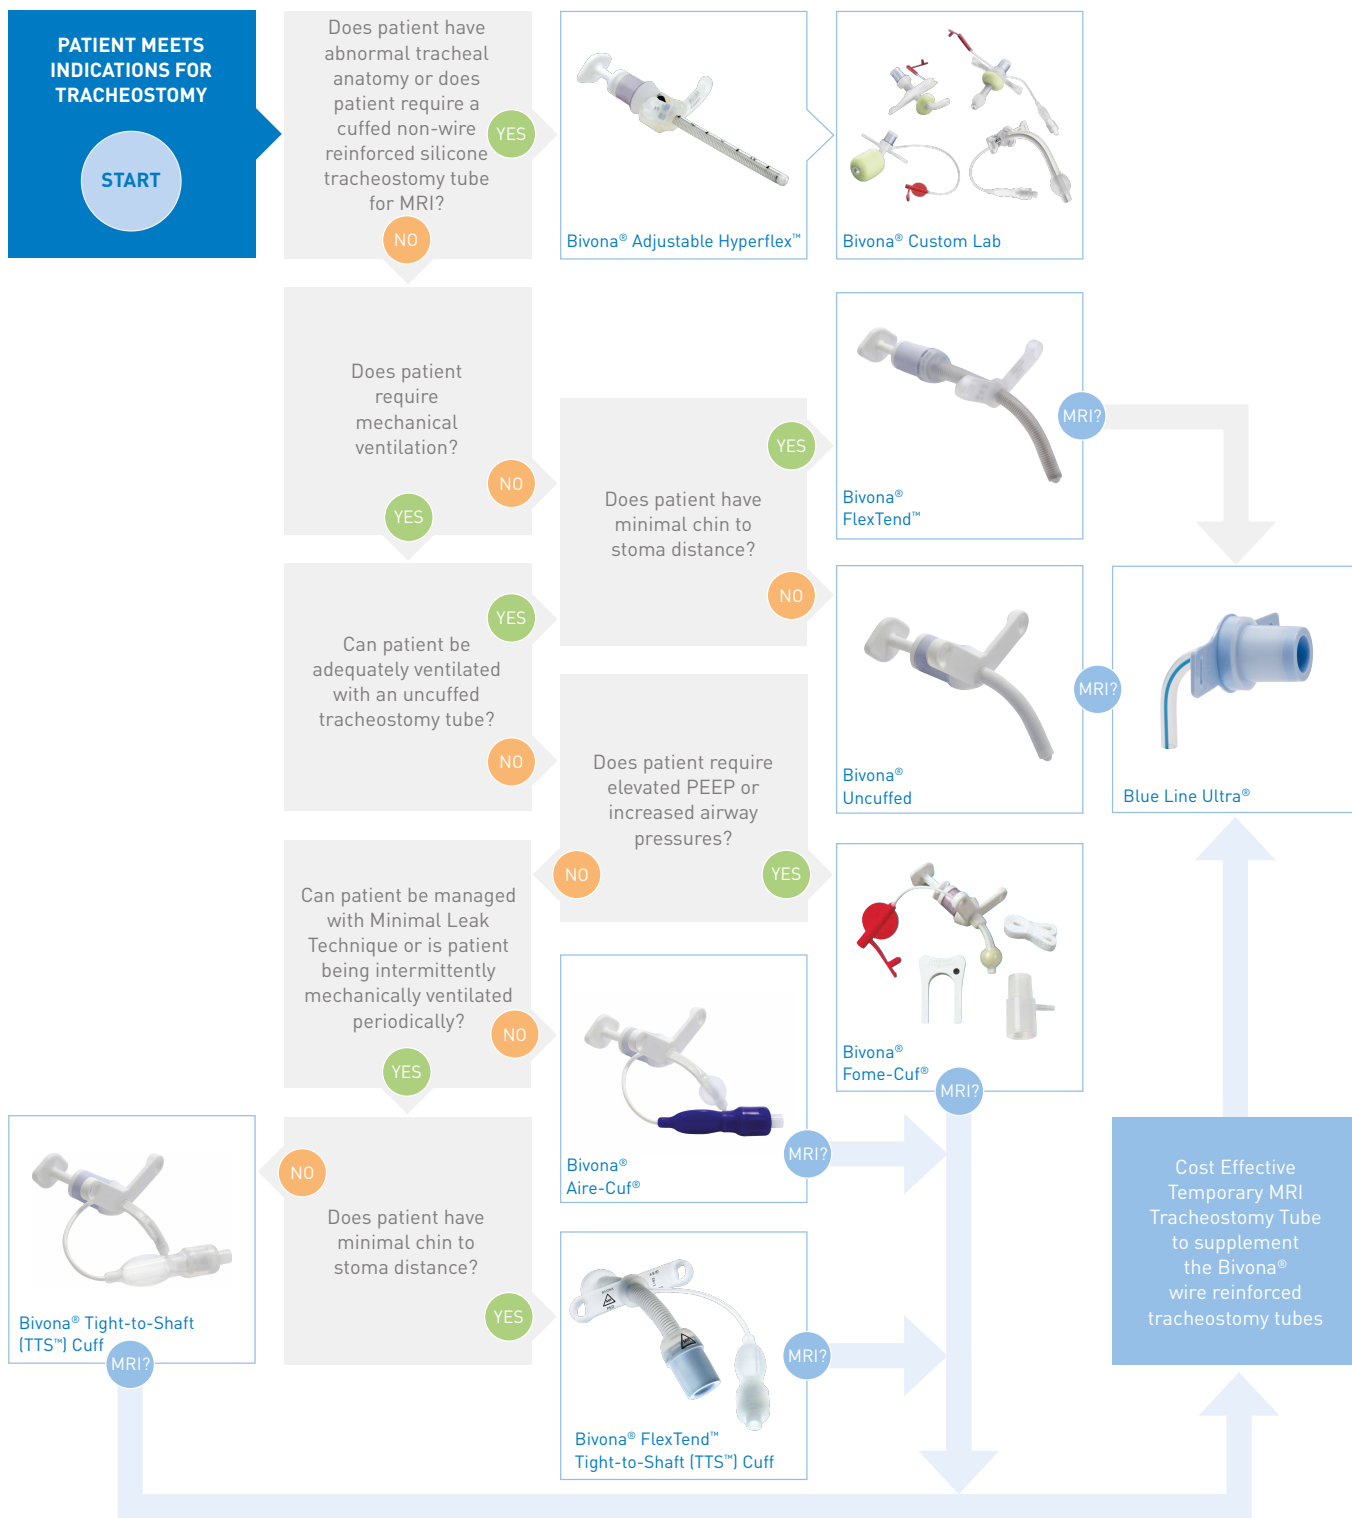 PATIENT MEETS
INDICATIONS FOR
TRACHEOSTOMY
START
Does patient have
abnormal tracheal
anatomy or does
patient require a
cuffed non-wire
reinforced silicone
tracheostomy tube
for MRI?
YES
NO
Bivona® Adjustable Hyperflex™
Bivona® Custom Lab
Does patient
require
mechanical
ventilation?
NO
YES
Does patient have
minimal chin to
stoma distance?
YES
NO
Bivona®
FlexTend™
MRI?
Can patient be
adequately ventilated
with an uncuffed
tracheostomy tube?
YES
NO
Bivona®
Uncuffed
MRI?
Blue Line Ultra®
Does patient require
elevated PEEP or
increased airway
pressures?
NO
YES
Can patient be managed
with Minimal Leak
Technique or is patient
being intermittently
mechanically ventilated
periodically?
NO
YES
Bivona®
Fome-Cuf®
MRI?
Bivona®
Aire-Cuf®
MRI?
Does patient have
minimal chin to
stoma distance?
NO
YES
Bivona® Tight-to-Shaft
(TTS™) Cuff
MRI?
Bivona® FlexTend™
Tight-to-Shaft (TTS™) Cuff
MRI?
Cost Effective
Temporary MRI
Tracheostomy Tube
to supplement
the Bivona®
wire reinforced
tracheostomy tubes